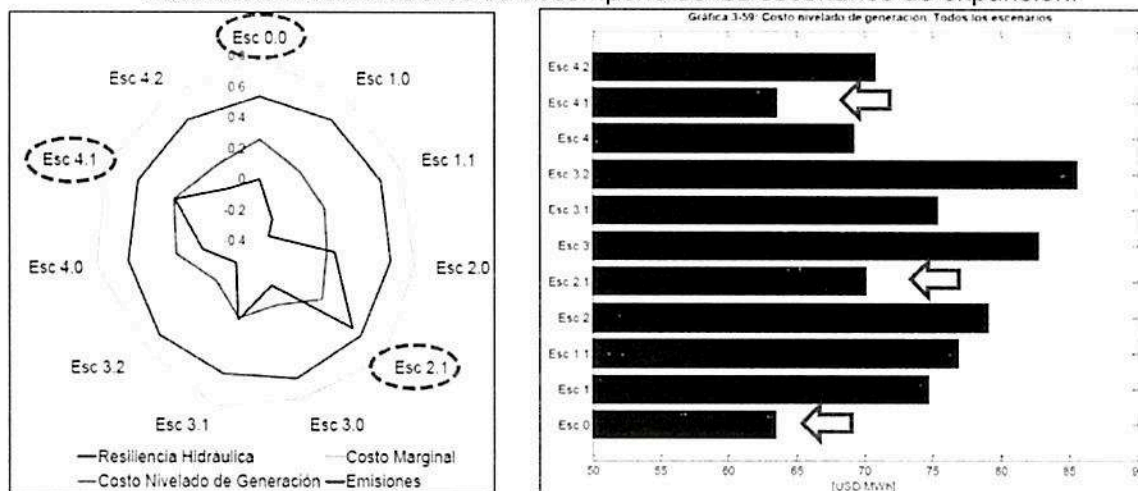 Gráfica 3-59: Costo nivelado de generación. Todos los escenarios
Esc 0.0
0.8
Esc 4.2
0.6
Esc 1.0
0.4
0.2
Esc 4.1
0
Esc 1.1
-0.2
-0.4
Esc 4.0
Esc 2.0
Esc 3.2
Esc 2.1
Esc 3.1
Esc 3.0
Resiliencia Hidráulica
Costo Marginal
Costo Nivelado de Generación
Emisiones
Esc 4.2
Esc 4.1
Esc 4
Esc 3.2
Esc 3.1
Esc 3
Esc 2.1
Esc 2
Esc 1.1
Esc 1
Esc 0
50 55 60 65 70 75 80 85
[USD/MWh]